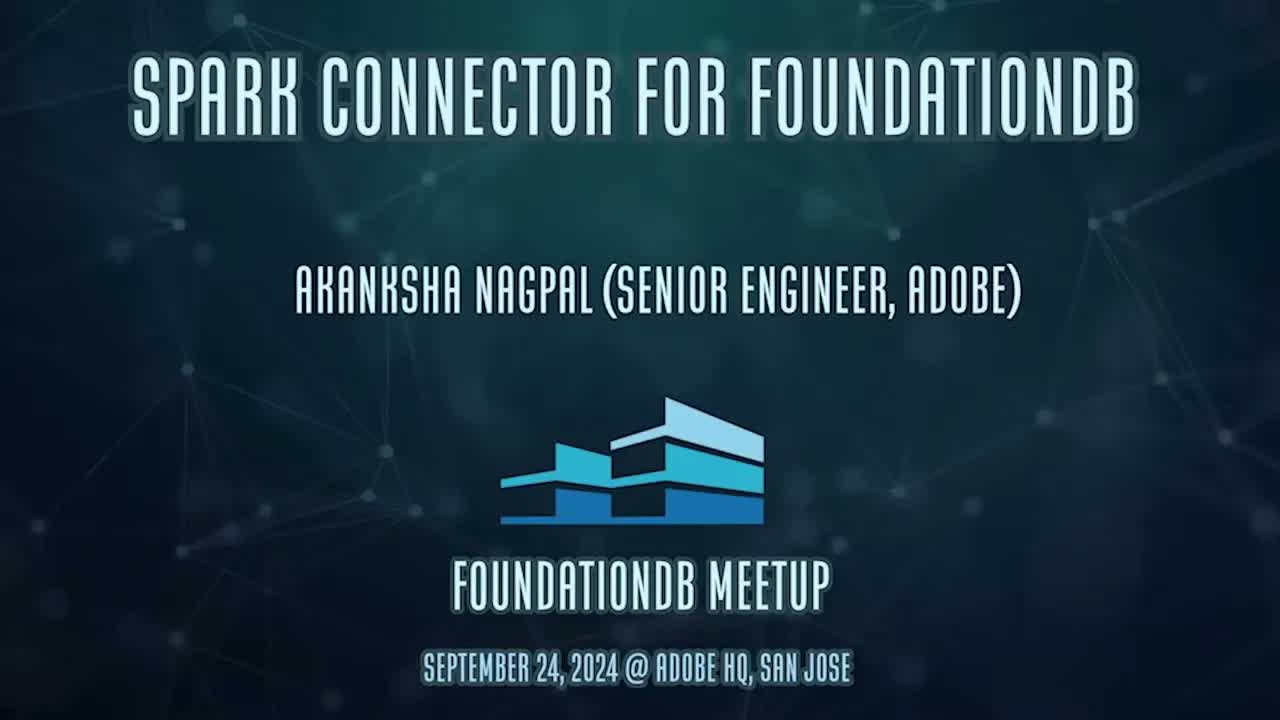 SPARK CONNECTOR FOR FOUNDATIONDB
AKANKSHA NAGPAL (SENIOR ENGINEER, ADOBE)
FOUNDATIONDB MEETUP
SEPTEMBER 24, 2024 @ ADOBE HQ, SAN JOSE